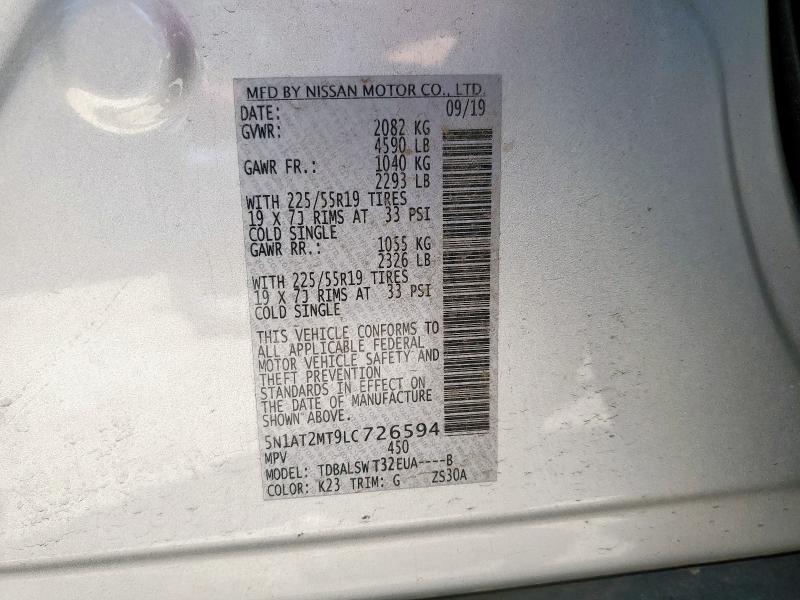 MFD BY NISSAN MOTOR CO., LTD.
DATE: 09/19
GVWR: 2082 KG
4590 LB
GAWR FR.: 1040 KG
2293 LB
WITH 225/55R19 TIRES
19 X 7J RIMS AT 33 PSI
COLD SINGLE
GAWR RR.: 1055 KG
2326 LB
WITH 225/55R19 TIRES
19 X 7J RIMS AT 33 PSI
COLD SINGLE
THIS VEHICLE CONFORMS TO
ALL APPLICABLE FEDERAL
MOTOR VEHICLE SAFETY AND
THEFT PREVENTION
STANDARDS IN EFFECT ON
THE DATE OF MANUFACTURE
SHOWN ABOVE.
5N1AT2MT9LC726594
MPV 450
MODEL: TDBALSW T32EUA----B
COLOR: K23 TRIM: G ZS30A